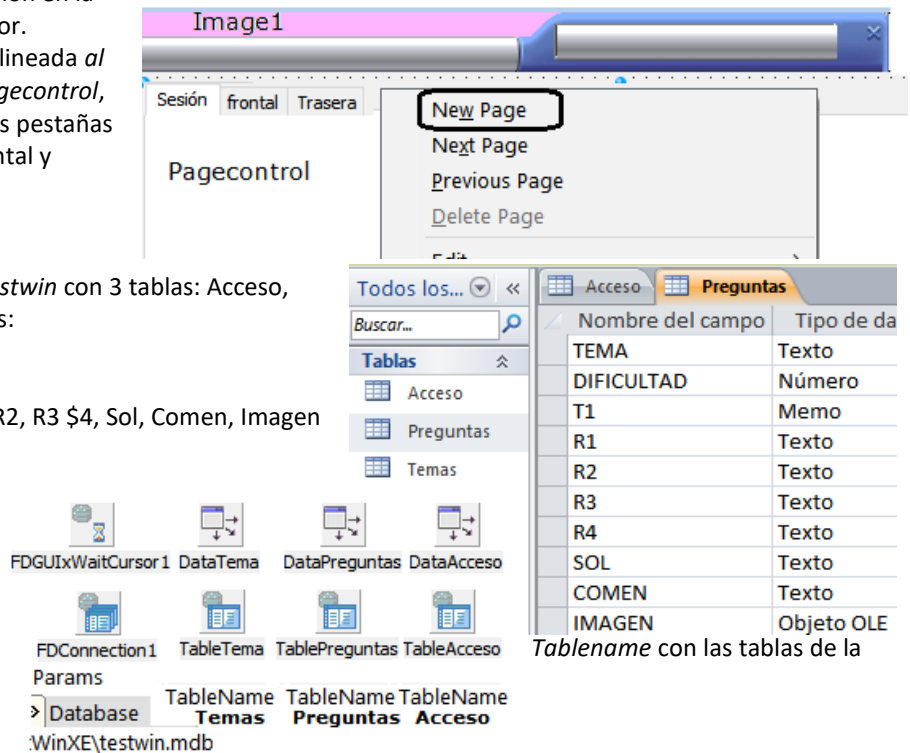 or.
lineada al
gecontrol,
s pestañas
ntal y
Image1
Sesión frontal Trasera
Pagecontrol
New Page
Next Page
Previous Page
Delete Page
stwin con 3 tablas: Acceso,
s:
R2, R3 $4, Sol, Comen, Imagen
Todos los... «
Buscar...
Tablas
Acceso
Preguntas
Temas
Acceso Preguntas
Nombre del campo Tipo de da
TEMA Texto
DIFICULTAD Número
T1 Memo
R1 Texto
R2 Texto
R3 Texto
R4 Texto
SOL Texto
COMEN Texto
IMAGEN Objeto OLE
FDGUIxWaitCursor1 DataTema DataPreguntas DataAcceso
FDConnection1 TableTema TablePreguntas TableAcceso
Tablename con las tablas de la
Params
Database
TableName TableName TableName
Temas Preguntas Acceso
:WinXE\testwin.mdb